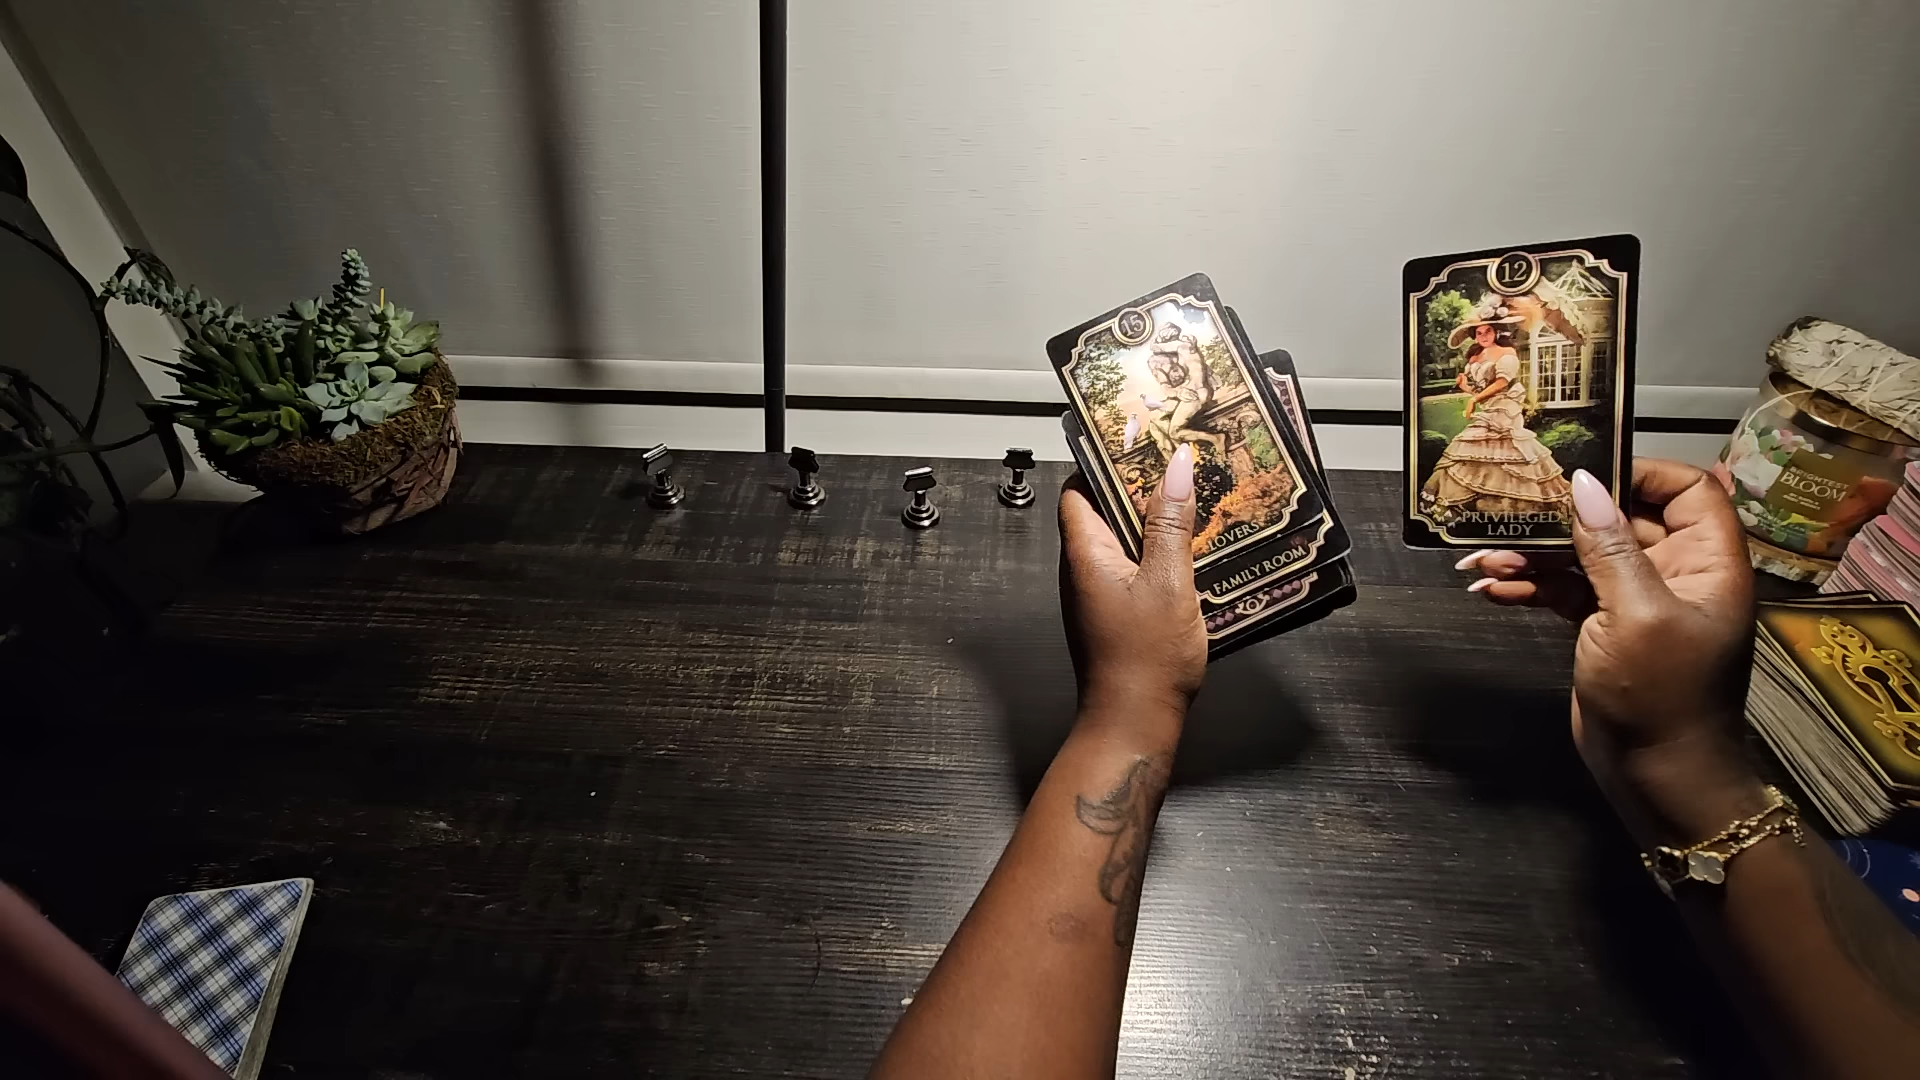 15
LOVERS
FAMILY ROOM
12
PRIVILEGED
LADY
BRIGHTEST
BLOOM